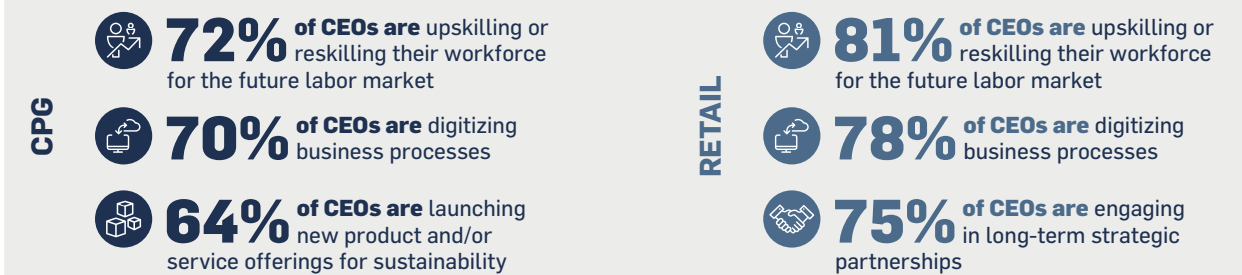 CPG
72% of CEOs are upskilling or
reskilling their workforce
for the future labor market
70% of CEOs are digitizing
business processes
64% of CEOs are launching
new product and/or
service offerings for sustainability
RETAIL
81% of CEOs are upskilling or
reskilling their workforce
for the future labor market
78% of CEOs are digitizing
business processes
75% of CEOs are engaging
in long-term strategic
partnerships